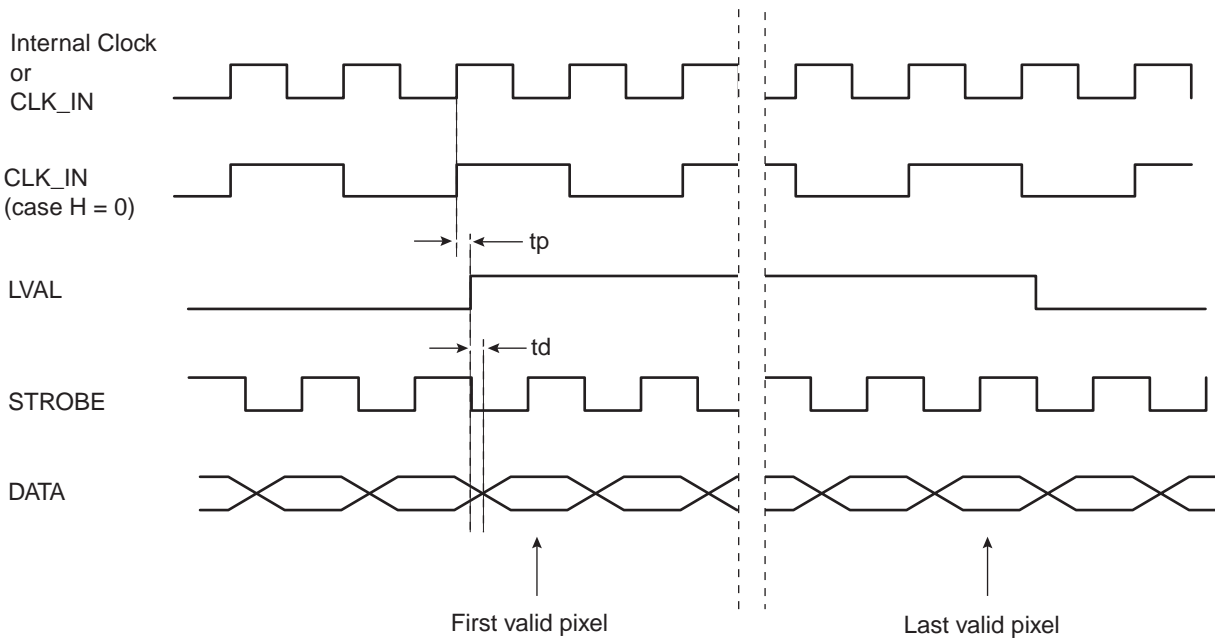 Internal Clock
or
CLK_IN
CLK_IN
(case H = 0)
tp
LVAL
td
STROBE
DATA
First valid pixel
Last valid pixel